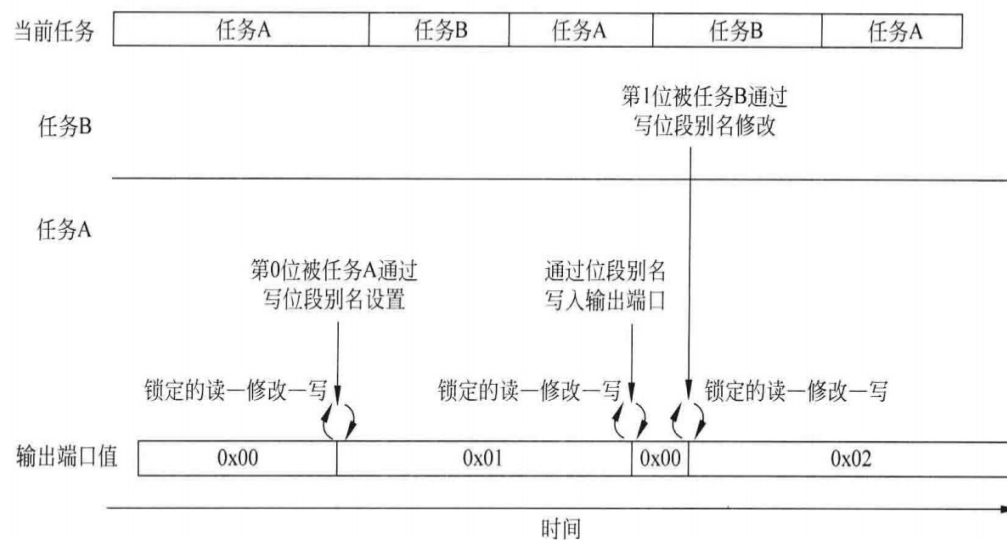 当前任务 任务A 任务B 任务A 任务B 任务A
第1位被任务B通过
写位段别名修改
任务B
任务A
第0位被任务A通过
写位段别名设置
通过位段别名
写入输出端口
锁定的读—修改—写 锁定的读—修改—写 锁定的读—修改—写
输出端口值 0x00 0x01 0x00 0x02
时间